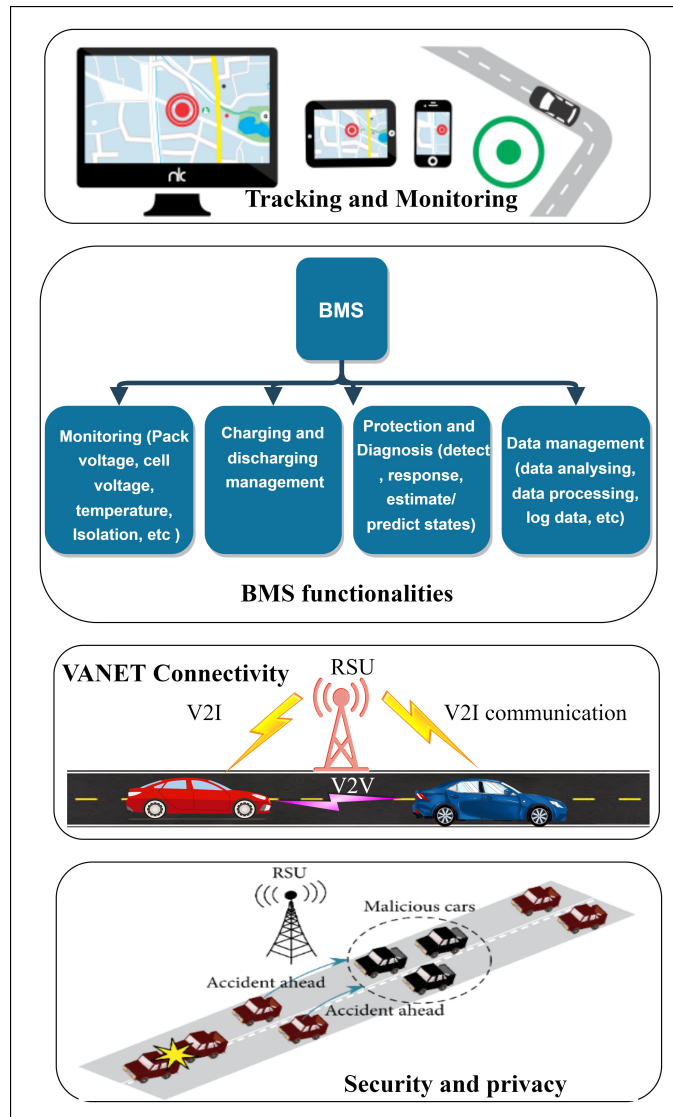 nk
Tracking and Monitoring
BMS
Monitoring (Pack
voltage, cell
voltage,
temperature,
Isolation, etc )
Charging and
discharging
management
Protection and
Diagnosis (detect
, response,
estimate/
predict states)
Data management
(data analysing,
data processing,
log data, etc)
BMS functionalities
VANET Connectivity
RSU
V2I
V2I communication
V2V
RSU
Malicious cars
Accident ahead
Accident ahead
Security and privacy